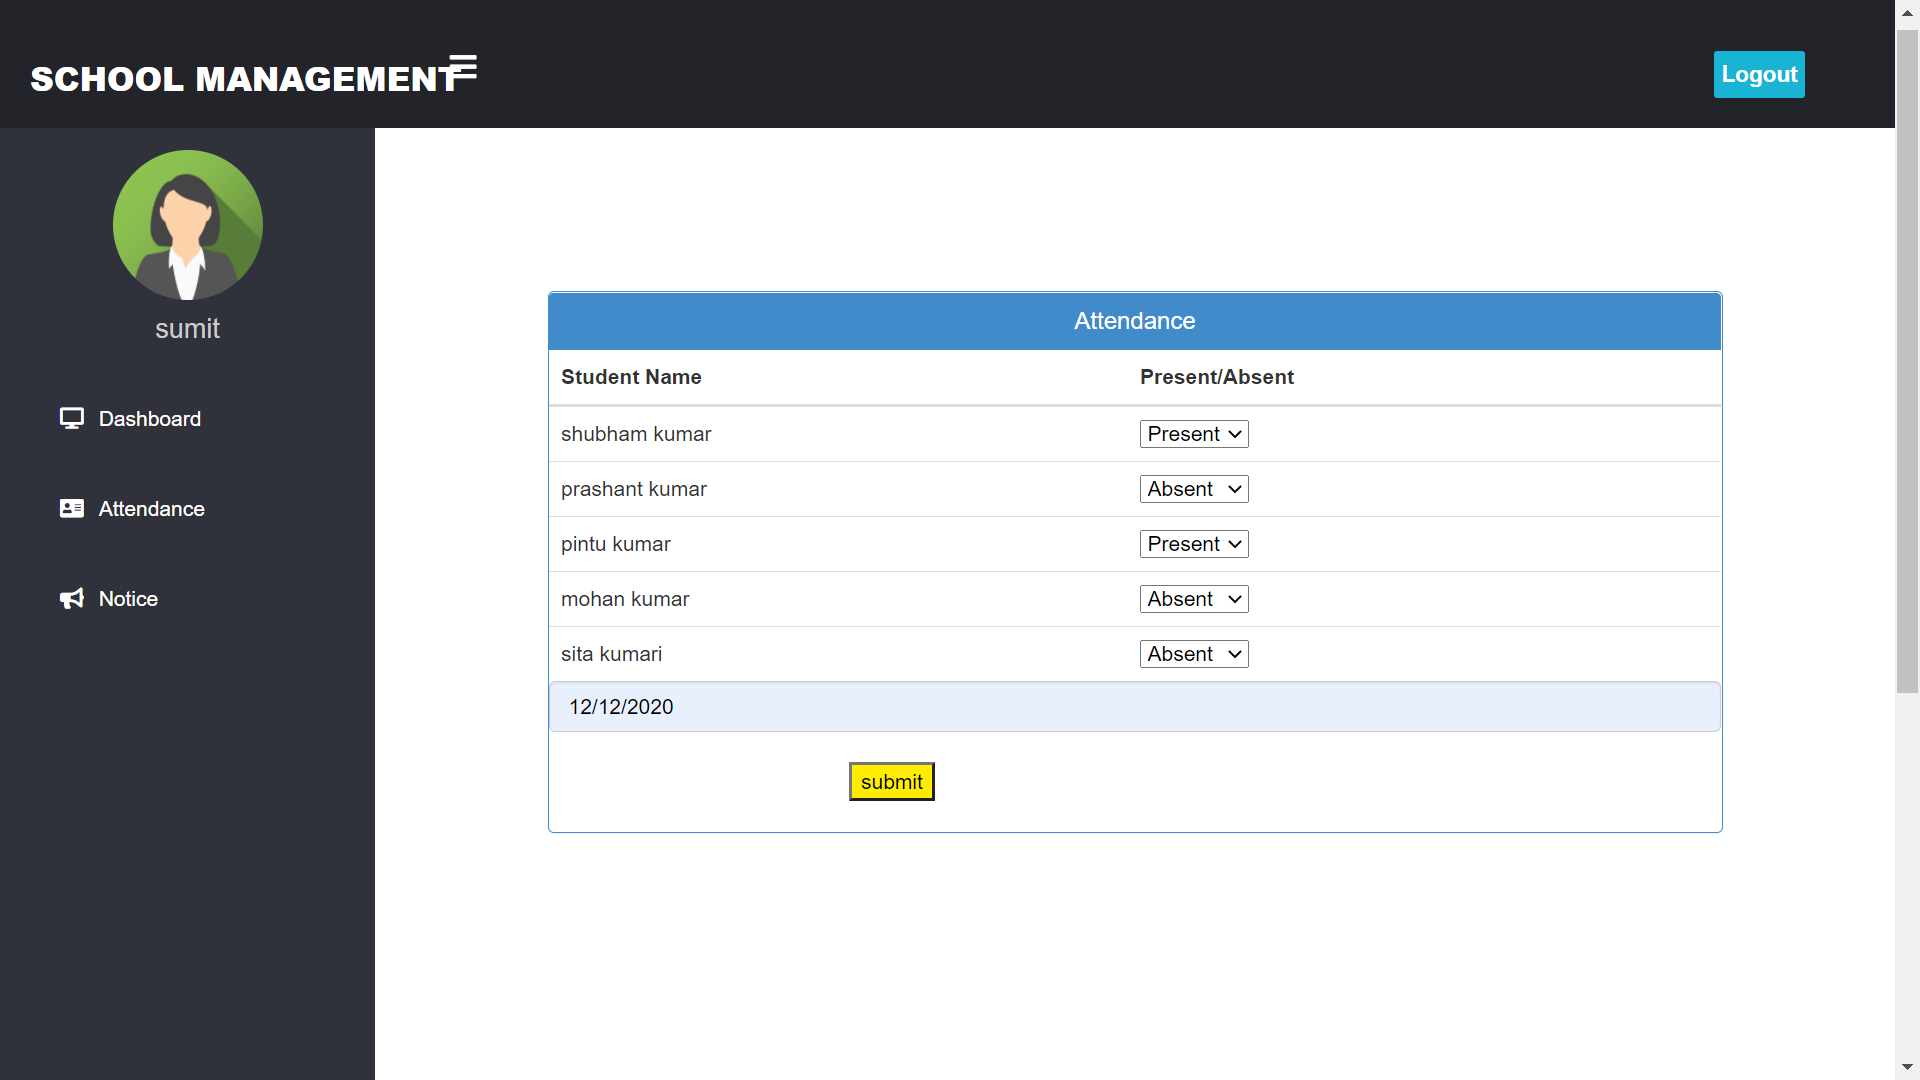 SCHOOL MANAGEMENT
Logout
sumit
Dashboard
Attendance
Notice
Attendance
Student Name Present/Absent
shubham kumar Present
prashant kumar Absent
pintu kumar Present
mohan kumar Absent
sita kumari Absent
12/12/2020
submit